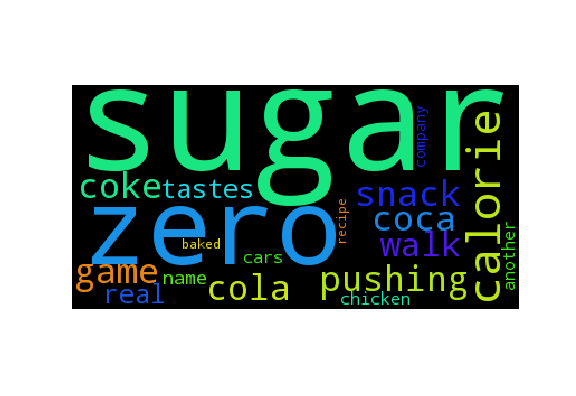 sugar
company
calorie
coke tastes
snack
zero
recipe
coca
baked
walk
another
cars
game
name
pushing
real
cola
chicken